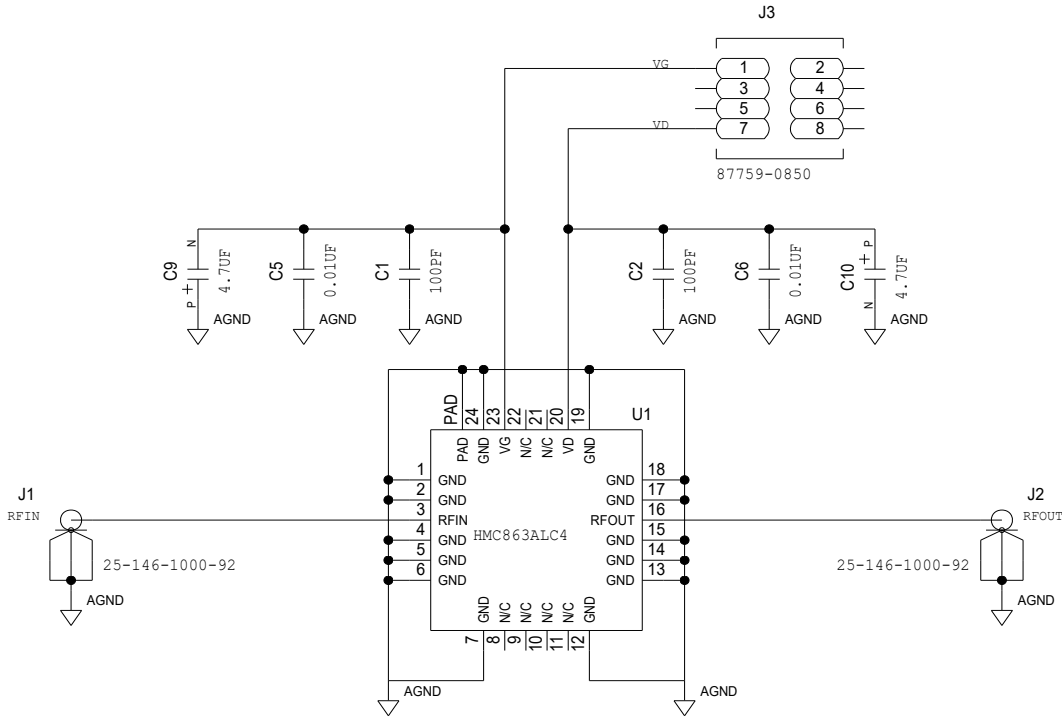 J3
VG
1 2
3 4
5 6
VD
7 8
87759-0850
C9
N
P +
4.7UF
AGND
C5
0.01UF
AGND
C1
100PF
AGND
C2
100PF
AGND
C6
0.01UF
AGND
C10
+ P
N
4.7UF
AGND
PAD 24 23 22 21 20 19
U1
PAD GND VG N/C N/C VD GND
1 GND GND 18
2 GND GND 17
3 RFIN RFOUT 16
HMC863ALC4
4 GND GND 15
5 GND GND 14
6 GND GND 13
GND N/C N/C N/C N/C GND
7 8 9 10 11 12
AGND
AGND
J1
RFIN
25-146-1000-92
AGND
J2
RFOUT
25-146-1000-92
AGND